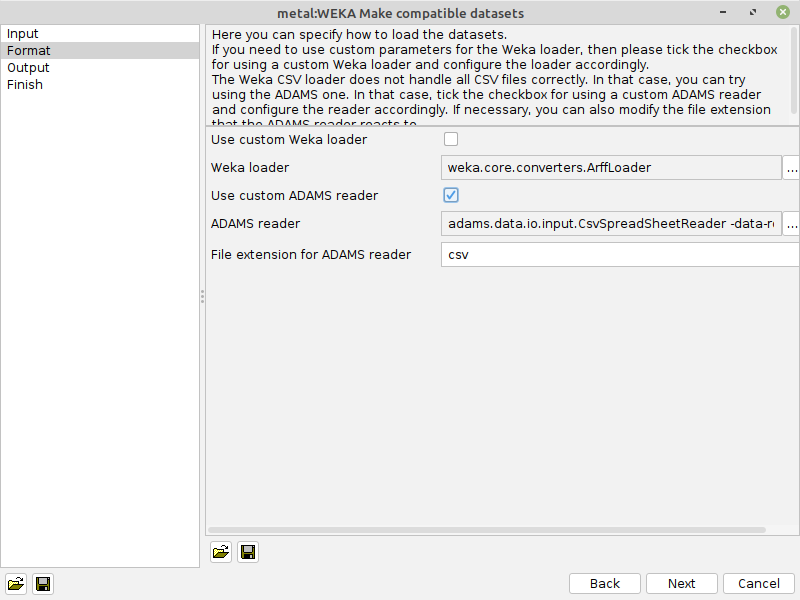 metal:WEKA Make compatible datasets
Input
Format
Output
Finish
Here you can specify how to load the datasets.
If you need to use custom parameters for the Weka loader, then please tick the checkbox
for using a custom Weka loader and configure the loader accordingly.
The Weka CSV loader does not handle all CSV files correctly. In that case, you can try
using the ADAMS one. In that case, tick the checkbox for using a custom ADAMS reader
and configure the reader accordingly. If necessary, you can also modify the file extension
that the ADAMS reader reacts to
Use custom Weka loader
Weka loader
weka.core.converters.ArffLoader
...
Use custom ADAMS reader
ADAMS reader
adams.data.io.input.CsvSpreadSheetReader -data-r
...
File extension for ADAMS reader
csv
Back
Next
Cancel